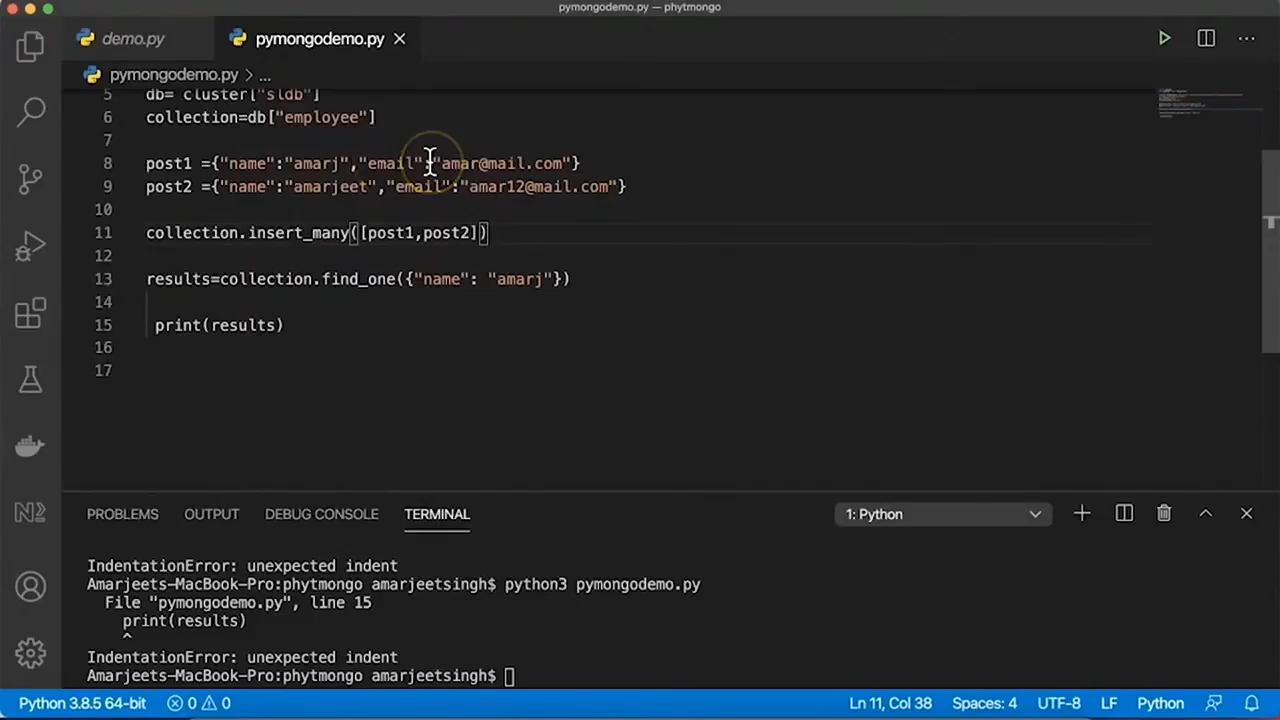 pymongodemo.py — phytmongo
demo.py pymongodemo.py
pymongodemo.py > ...
5 db= cluster["sldb"]
6 collection=db["employee"]
7
8 post1 ={"name":"amarj","email":"amar@mail.com"}
9 post2 ={"name":"amarjeet","email":"amar12@mail.com"}
10
11 collection.insert_many([post1,post2])
12
13 results=collection.find_one({"name": "amarj"})
14
15 print(results)
16
17
PROBLEMS OUTPUT DEBUG CONSOLE TERMINAL 1: Python
IndentationError: unexpected indent
Amarjeets-MacBook-Pro:phytmongo amarjeetsingh$ python3 pymongodemo.py
File "pymongodemo.py", line 15
print(results)
^
IndentationError: unexpected indent
Amarjeets-MacBook-Pro:phytmongo amarjeetsingh$
Python 3.8.5 64-bit 0 0 Ln 11, Col 38 Spaces: 4 UTF-8 LF Python